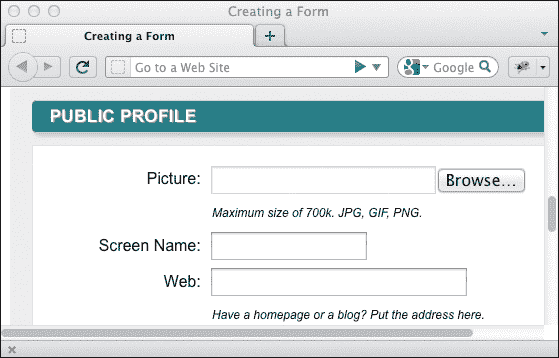 Creating a Form
Creating a Form
Go to a Web Site
Google
PUBLIC PROFILE
Picture:
Browse...
Maximum size of 700k. JPG, GIF, PNG.
Screen Name:
Web:
Have a homepage or a blog? Put the address here.